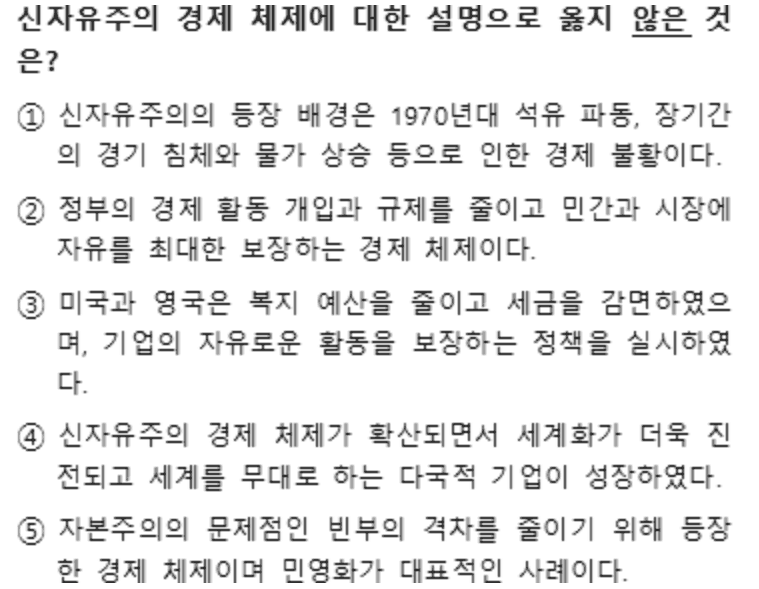 신자유주의 경제 체제에 대한 설명으로 옳지 않은 것
은?
① 신자유주의의 등장 배경은 1970년대 석유 파동, 장기간
의 경기 침체와 물가 상승 등으로 인한 경제 불황이다.
② 정부의 경제 활동 개입과 규제를 줄이고 민간과 시장에
자유를 최대한 보장하는 경제 체제이다.
③ 미국과 영국은 복지 예산을 줄이고 세금을 감면하였으
며, 기업의 자유로운 활동을 보장하는 정책을 실시하였
다.
④ 신자유주의 경제 체제가 확산되면서 세계화가 더욱 진
전되고 세계를 무대로 하는 다국적 기업이 성장하였다.
⑤ 자본주의의 문제점인 빈부의 격차를 줄이기 위해 등장
한 경제 체제이며 민영화가 대표적인 사례이다.